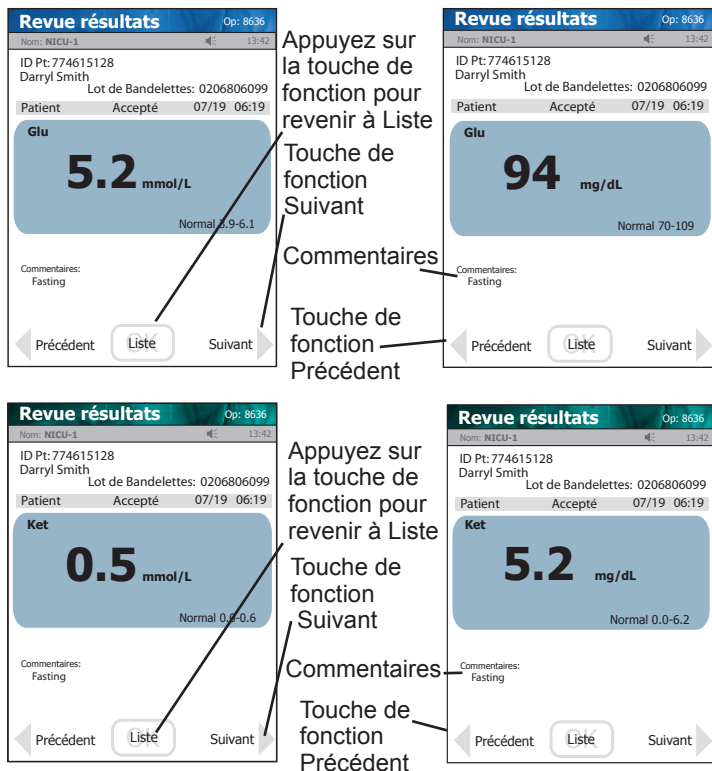 Revue résultats Op: 8636
Nom: NICU-1 13:42
ID Pt: 774615128
Darryl Smith
Lot de Bandelettes: 0206806099
Patient Accepté 07/19 06:19
Glu
5.2 mmol/L
Normal 3.9-6.1
Commentaires:
Fasting
Précédent Liste Suivant
Appuyez sur
la touche de
fonction pour
revenir à Liste
Touche de
fonction
Suivant
Commentaires
Touche de
fonction
Précédent
Revue résultats Op: 8636
Nom: NICU-1 13:42
ID Pt: 774615128
Darryl Smith
Lot de Bandelettes: 0206806099
Patient Accepté 07/19 06:19
Glu
94 mg/dL
Normal 70-109
Commentaires:
Fasting
Précédent Liste Suivant
Revue résultats Op: 8636
Nom: NICU-1 13:42
ID Pt: 774615128
Darryl Smith
Lot de Bandelettes: 0206806099
Patient Accepté 07/19 06:19
Ket
0.5 mmol/L
Normal 0.0-0.6
Commentaires:
Fasting
Précédent Liste Suivant
Appuyez sur
la touche de
fonction pour
revenir à Liste
Touche de
fonction
Suivant
Commentaires
Touche de
fonction
Précédent
Revue résultats Op: 8636
Nom: NICU-1 13:42
ID Pt: 774615128
Darryl Smith
Lot de Bandelettes: 0206806099
Patient Accepté 07/19 06:19
Ket
5.2 mg/dL
Normal 0.0-6.2
Commentaires:
Fasting
Précédent Liste Suivant